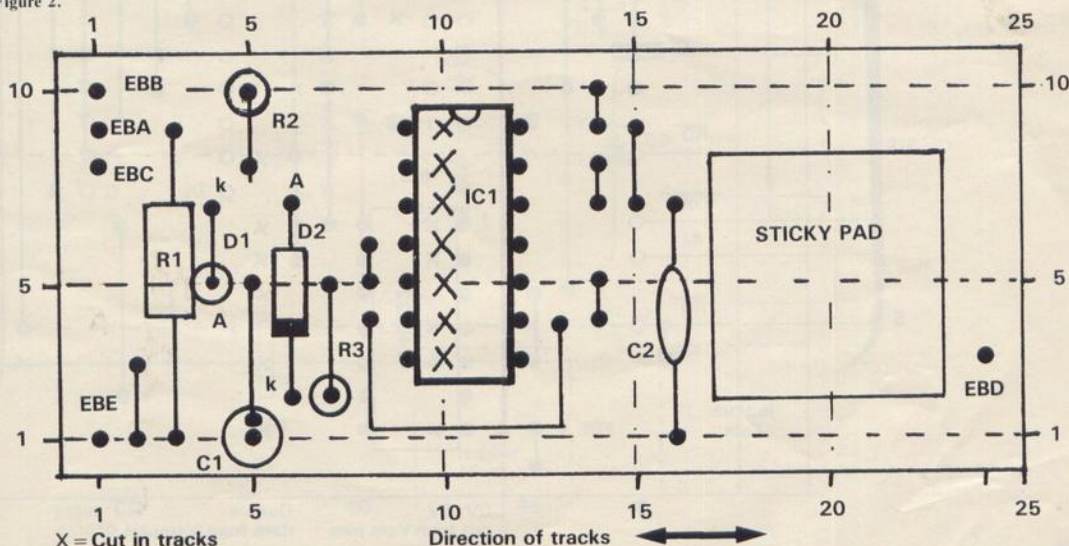 Figure 2.
1 5 10 15 20 25
10 EBB R2 10
EBA
EBC k A IC1
D1 D2 STICKY PAD
R1
5 5
A
R3 C2
EBE k EBD
1 1
C1
1 5 10 15 20 25
X = Cut in tracks Direction of tracks